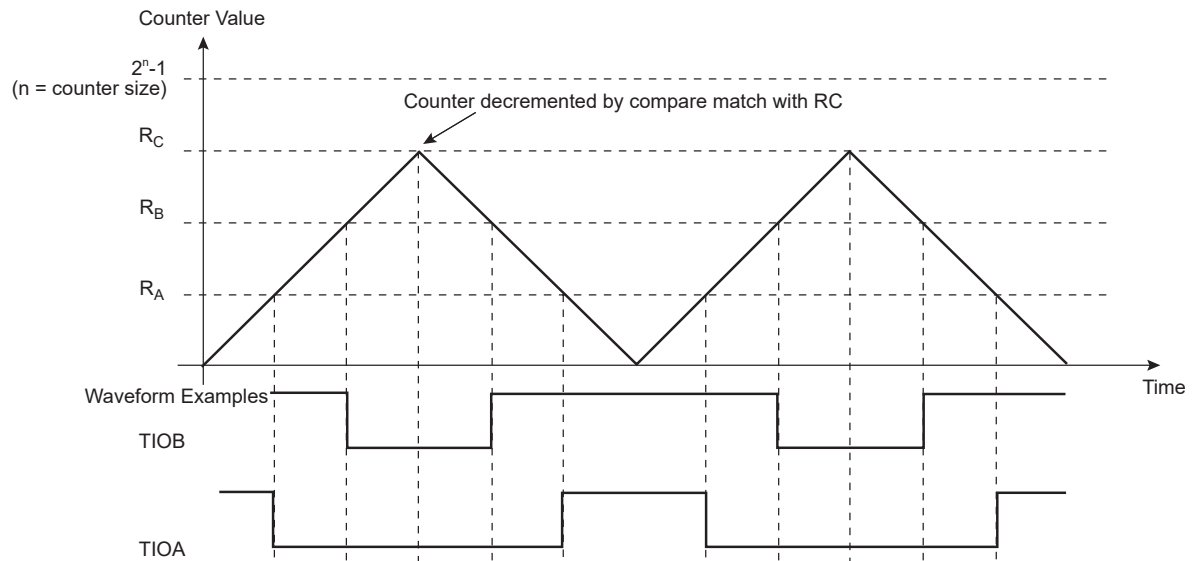 Counter Value
2ⁿ-1
(n = counter size)
Counter decremented by compare match with RC
R_C
R_B
R_A
Time
Waveform Examples
TIOB
TIOA